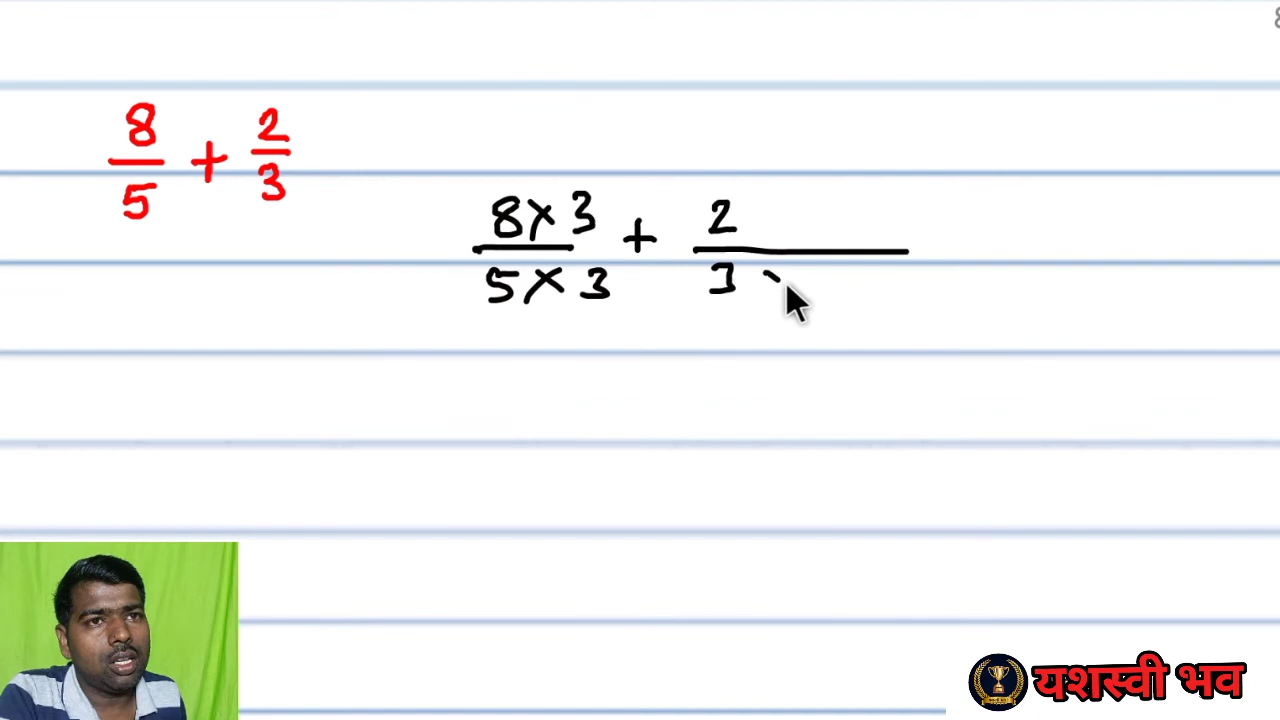 8/5 + 2/3
8×3/5×3 + 2/3
यशस्वी भव